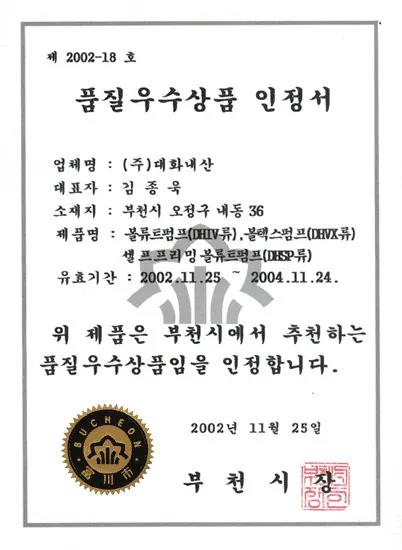 제 2002-18 호
품질우수상품 인정서
업체명 : (주)대화내산
대표자 : 김종욱
소재지 : 부천시 오정구 내동 36
제품명 : 볼류트펌프(DHIV류), 볼텍스펌프(DHVX류)
셀프프리밍볼류트펌프(DHSP류)
유효기간 : 2002.11.25 ~ 2004.11.24.
위 제품은 부천시에서 추천하는
품질우수상품임을 인정합니다.
2002년 11월 25일
BUCHEON
富川市
부천시장